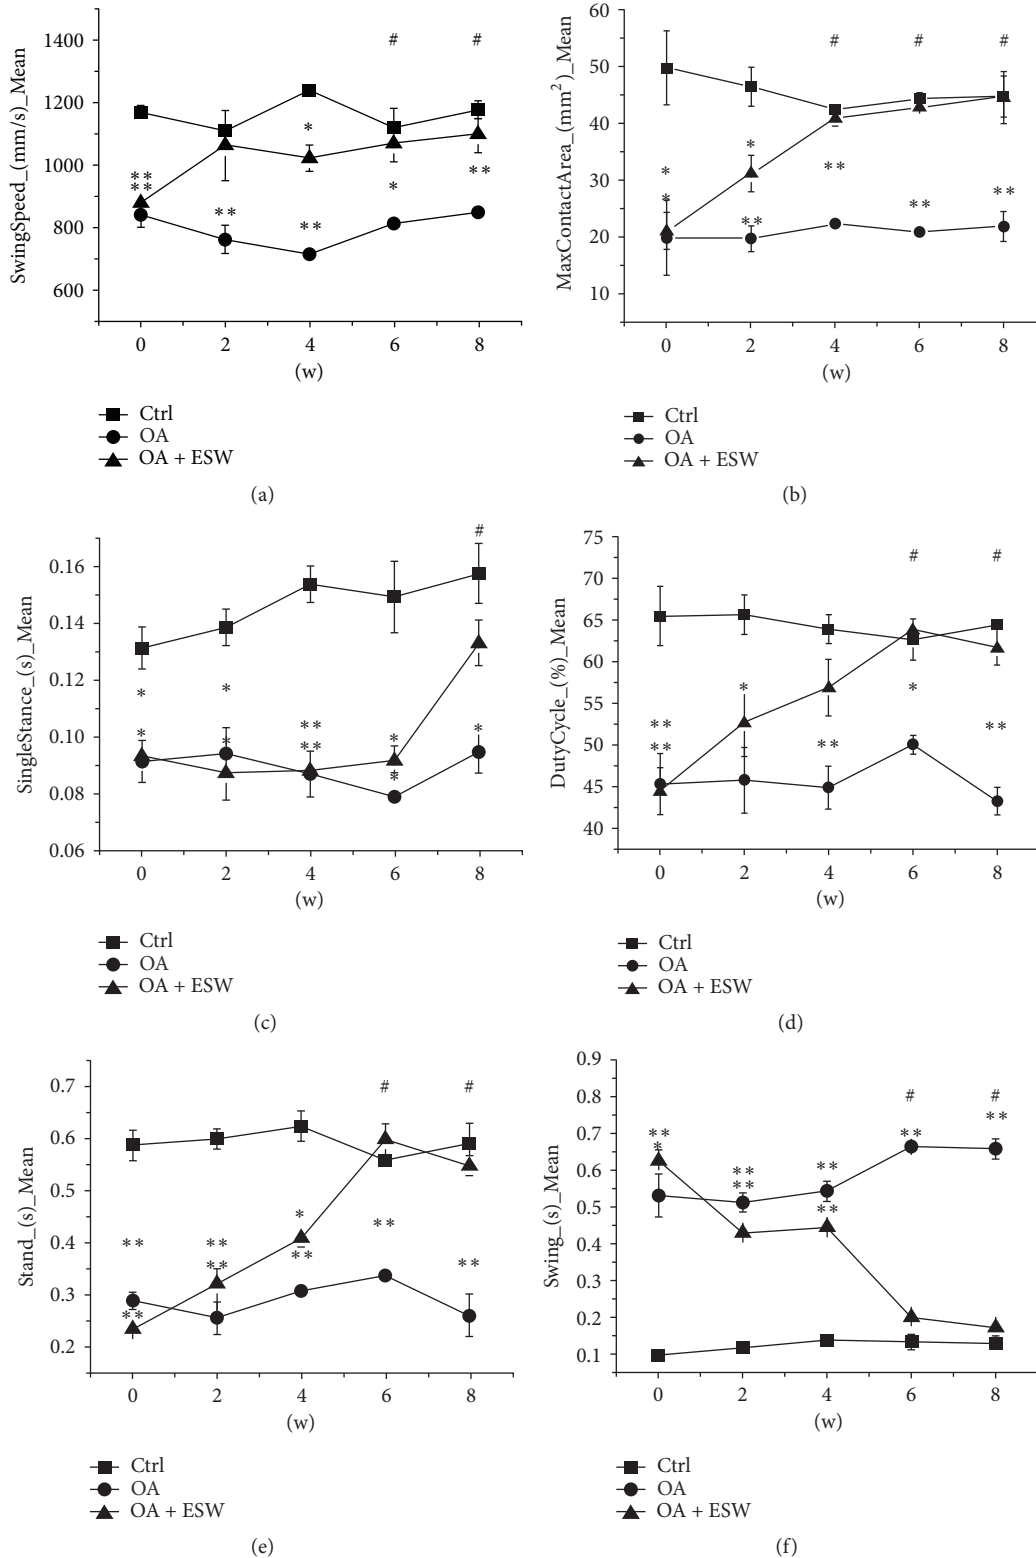 SwingSpeed_(mm/s)_Mean
1400
1200
1000
800
600
# #
*
**
**
**
**
*
**
0 2 4 6 8
(w)
Ctrl
OA
OA + ESW
(a)
MaxContactArea_(mm²)_Mean
60
50
40
30
20
10
# # #
*
*
*
**
**
**
**
0 2 4 6 8
(w)
Ctrl
OA
OA + ESW
(b)
SingleStance_(s)_Mean
0.16
0.14
0.12
0.10
0.08
0.06
#
*
*
*
*
**
**
*
*
*
0 2 4 6 8
(w)
Ctrl
OA
OA + ESW
(c)
DutyCycle_(%)_Mean
75
70
65
60
55
50
45
40
# #
**
**
*
**
*
**
0 2 4 6 8
(w)
Ctrl
OA
OA + ESW
(d)
Stand_(s)_Mean
0.7
0.6
0.5
0.4
0.3
0.2
# #
**
**
**
**
*
**
**
**
0 2 4 6 8
(w)
Ctrl
OA
OA + ESW
(e)
Swing_(s)_Mean
0.9
0.8
0.7
0.6
0.5
0.4
0.3
0.2
0.1
# #
**
*
**
**
**
**
**
**
0 2 4 6 8
(w)
Ctrl
OA
OA + ESW
(f)